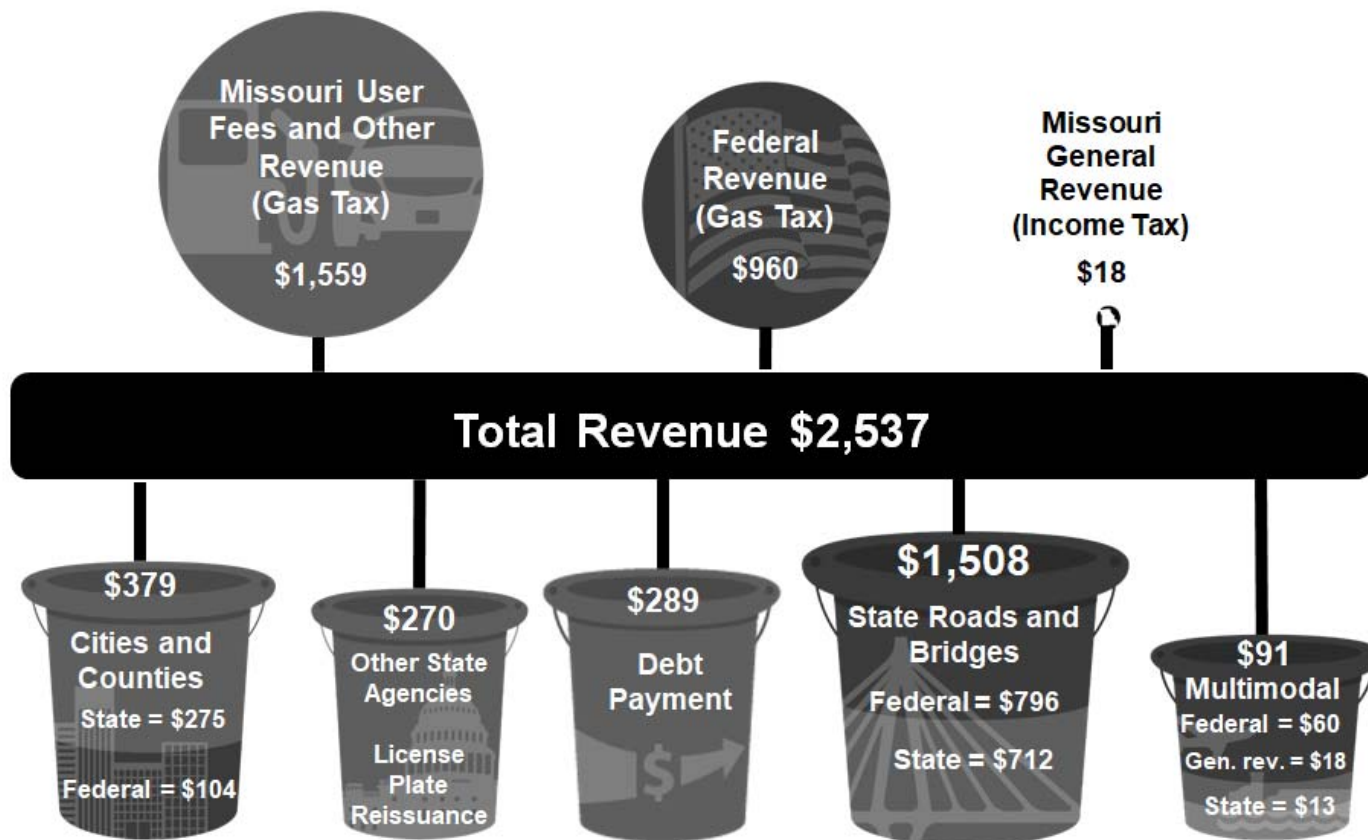 Missouri User
Fees and Other
Revenue
(Gas Tax)
$1,559
Federal
Revenue
(Gas Tax)
$960
Missouri
General
Revenue
(Income Tax)
$18
Total Revenue $2,537
$379
Cities and
Counties
State = $275
Federal = $104
$270
Other State
Agencies
License
Plate
Reissuance
$289
Debt
Payment
$
$1,508
State Roads and
Bridges
Federal = $796
State = $712
$91
Multimodal
Federal = $60
Gen. rev. = $18
State = $13